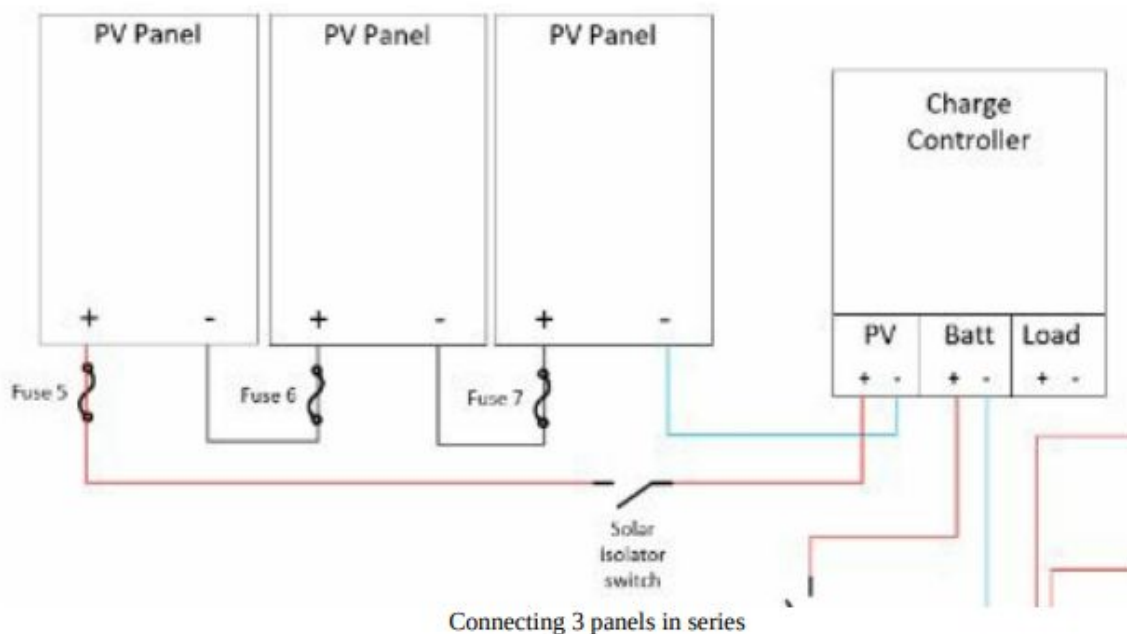 PV Panel
PV Panel
PV Panel
Charge
Controller
+ -
+ -
+ -
PV
Batt
Load
+ -
+ -
+ -
Fuse 5
Fuse 6
Fuse 7
Solar
isolator
switch
Connecting 3 panels in series